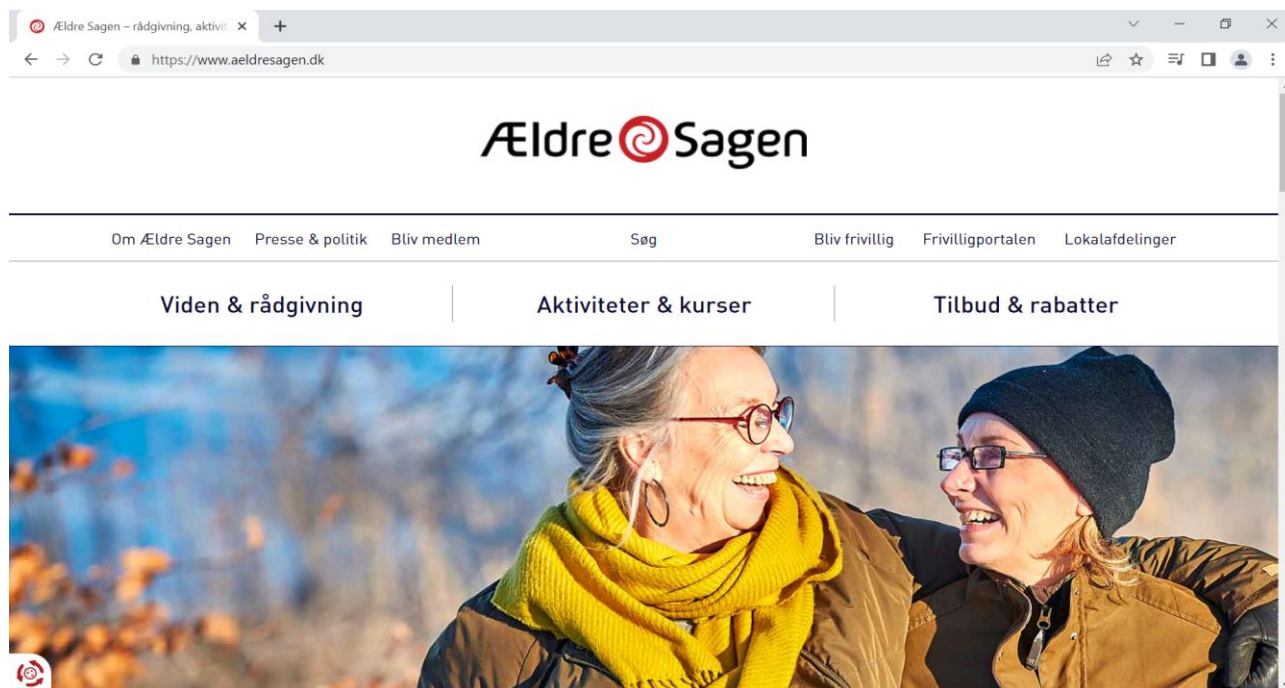 Ældre Sagen – rådgivning, aktivit
https://www.aeldresagen.dk
Ældre Sagen
Om Ældre Sagen Presse & politik Bliv medlem Søg Bliv frivillig Frivilligportalen Lokalafdelinger
Viden & rådgivning Aktiviteter & kurser Tilbud & rabatter